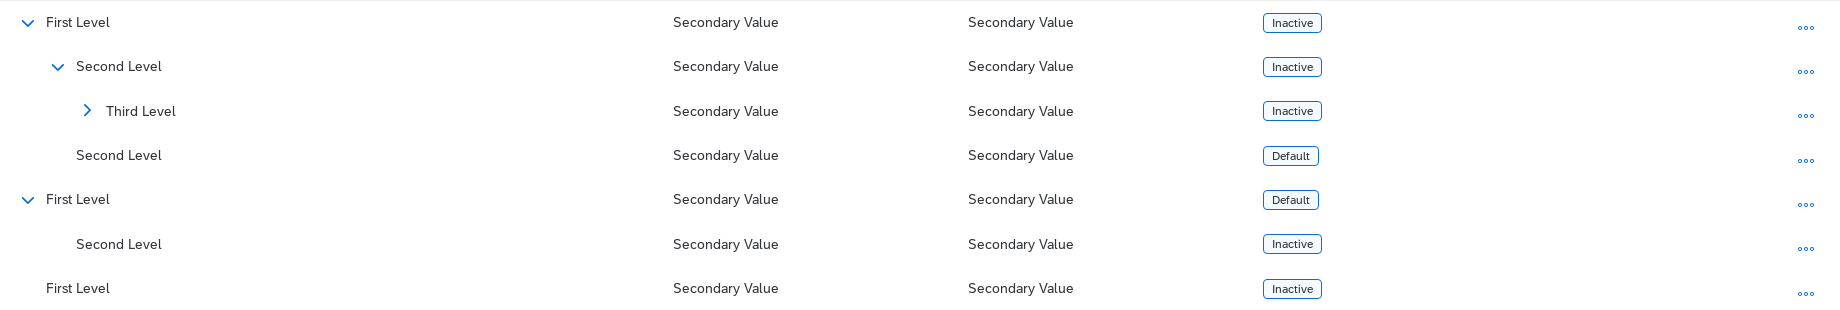 First Level Secondary Value Secondary Value Inactive
Second Level Secondary Value Secondary Value Inactive
Third Level Secondary Value Secondary Value Inactive
Second Level Secondary Value Secondary Value Default
First Level Secondary Value Secondary Value Default
Second Level Secondary Value Secondary Value Inactive
First Level Secondary Value Secondary Value Inactive